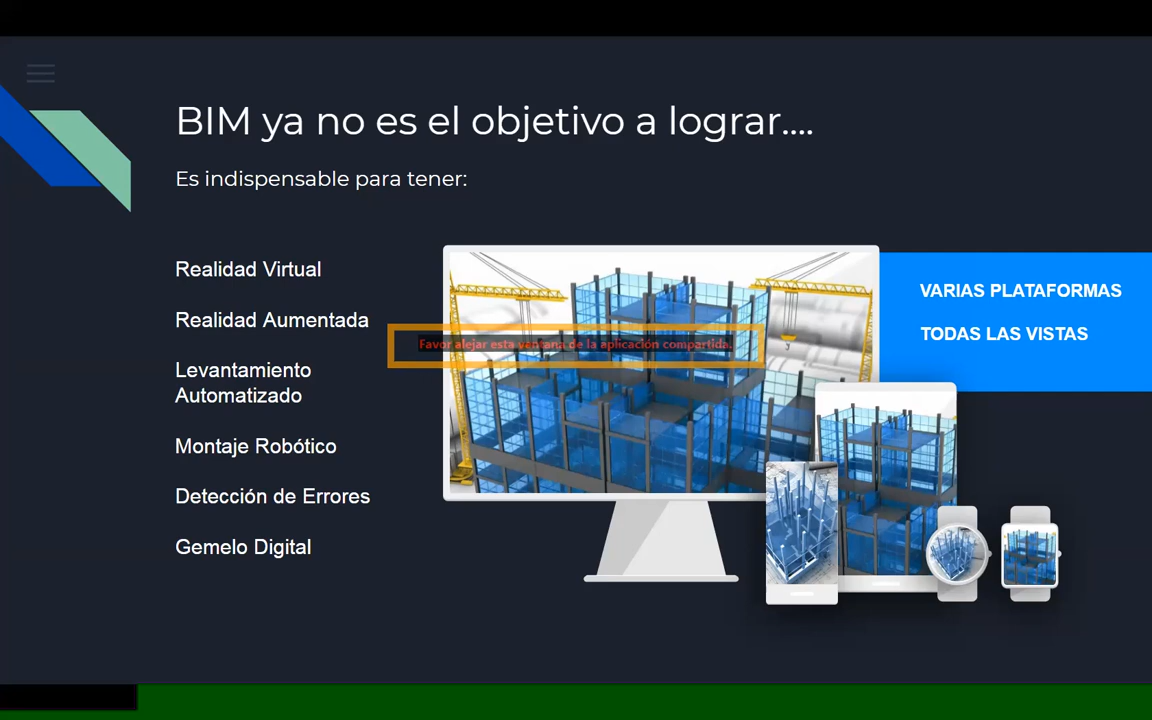 BIM ya no es el objetivo a lograr....
Es indispensable para tener:
Realidad Virtual
Realidad Aumentada
Levantamiento
Automatizado
Montaje Robótico
Detección de Errores
Gemelo Digital
Favor alejar esta ventana de la aplicación compartida.
VARIAS PLATAFORMAS
TODAS LAS VISTAS